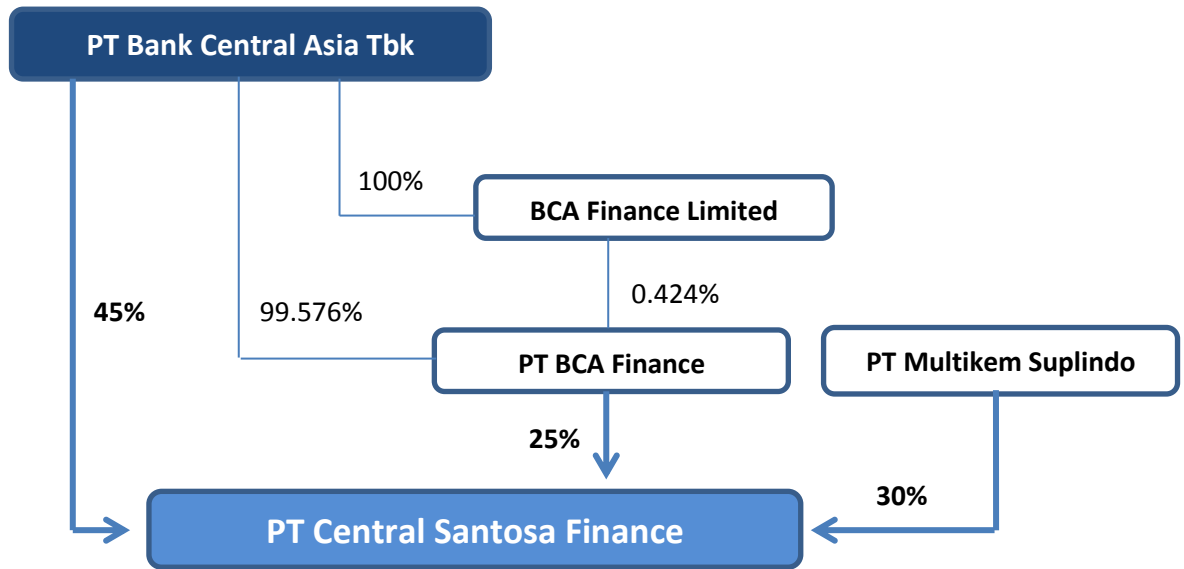 PT Bank Central Asia Tbk
100%
BCA Finance Limited
45%
99.576%
0.424%
PT BCA Finance
PT Multikem Suplindo
25%
30%
PT Central Santosa Finance